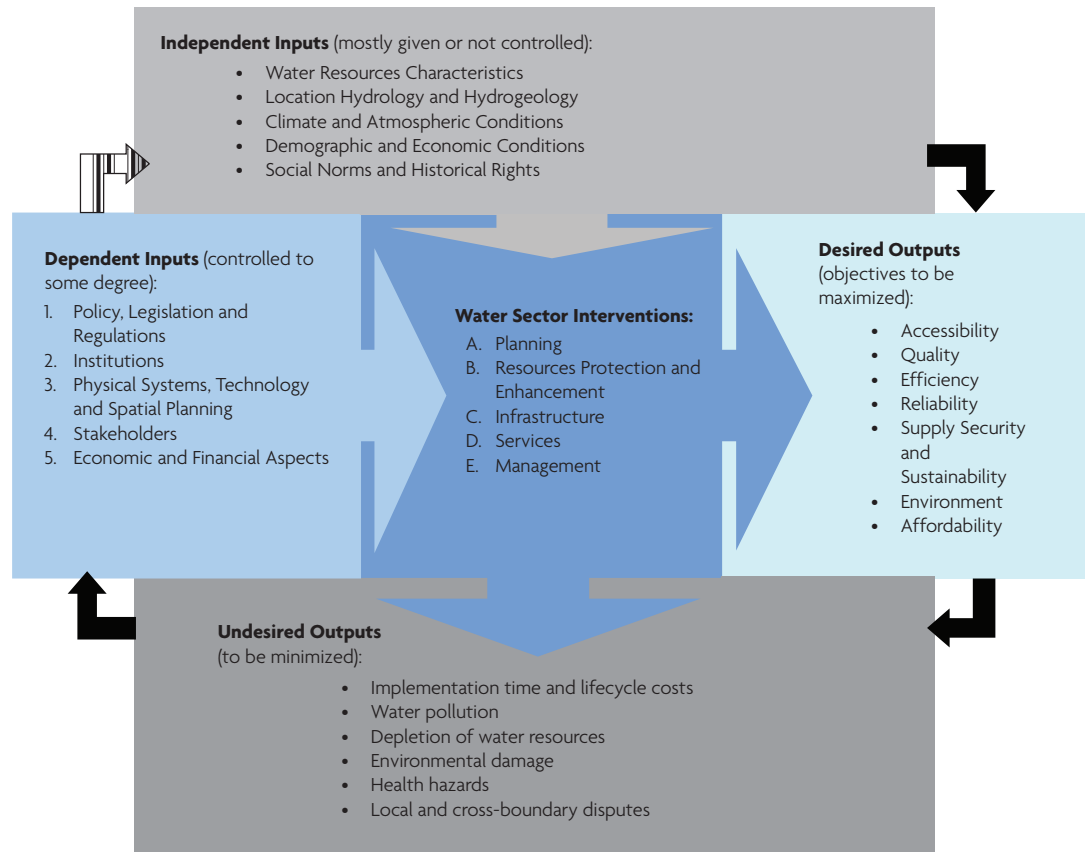 Independent Inputs (mostly given or not controlled):
• Water Resources Characteristics
• Location Hydrology and Hydrogeology
• Climate and Atmospheric Conditions
• Demographic and Economic Conditions
• Social Norms and Historical Rights
Dependent Inputs (controlled to
some degree):
1. Policy, Legislation and
Regulations
2. Institutions
3. Physical Systems, Technology
and Spatial Planning
4. Stakeholders
5. Economic and Financial Aspects
Water Sector Interventions:
A. Planning
B. Resources Protection and
Enhancement
C. Infrastructure
D. Services
E. Management
Desired Outputs
(objectives to be
maximized):
• Accessibility
• Quality
• Efficiency
• Reliability
• Supply Security
and
Sustainability
• Environment
• Affordability
Undesired Outputs
(to be minimized):
• Implementation time and lifecycle costs
• Water pollution
• Depletion of water resources
• Environmental damage
• Health hazards
• Local and cross-boundary disputes